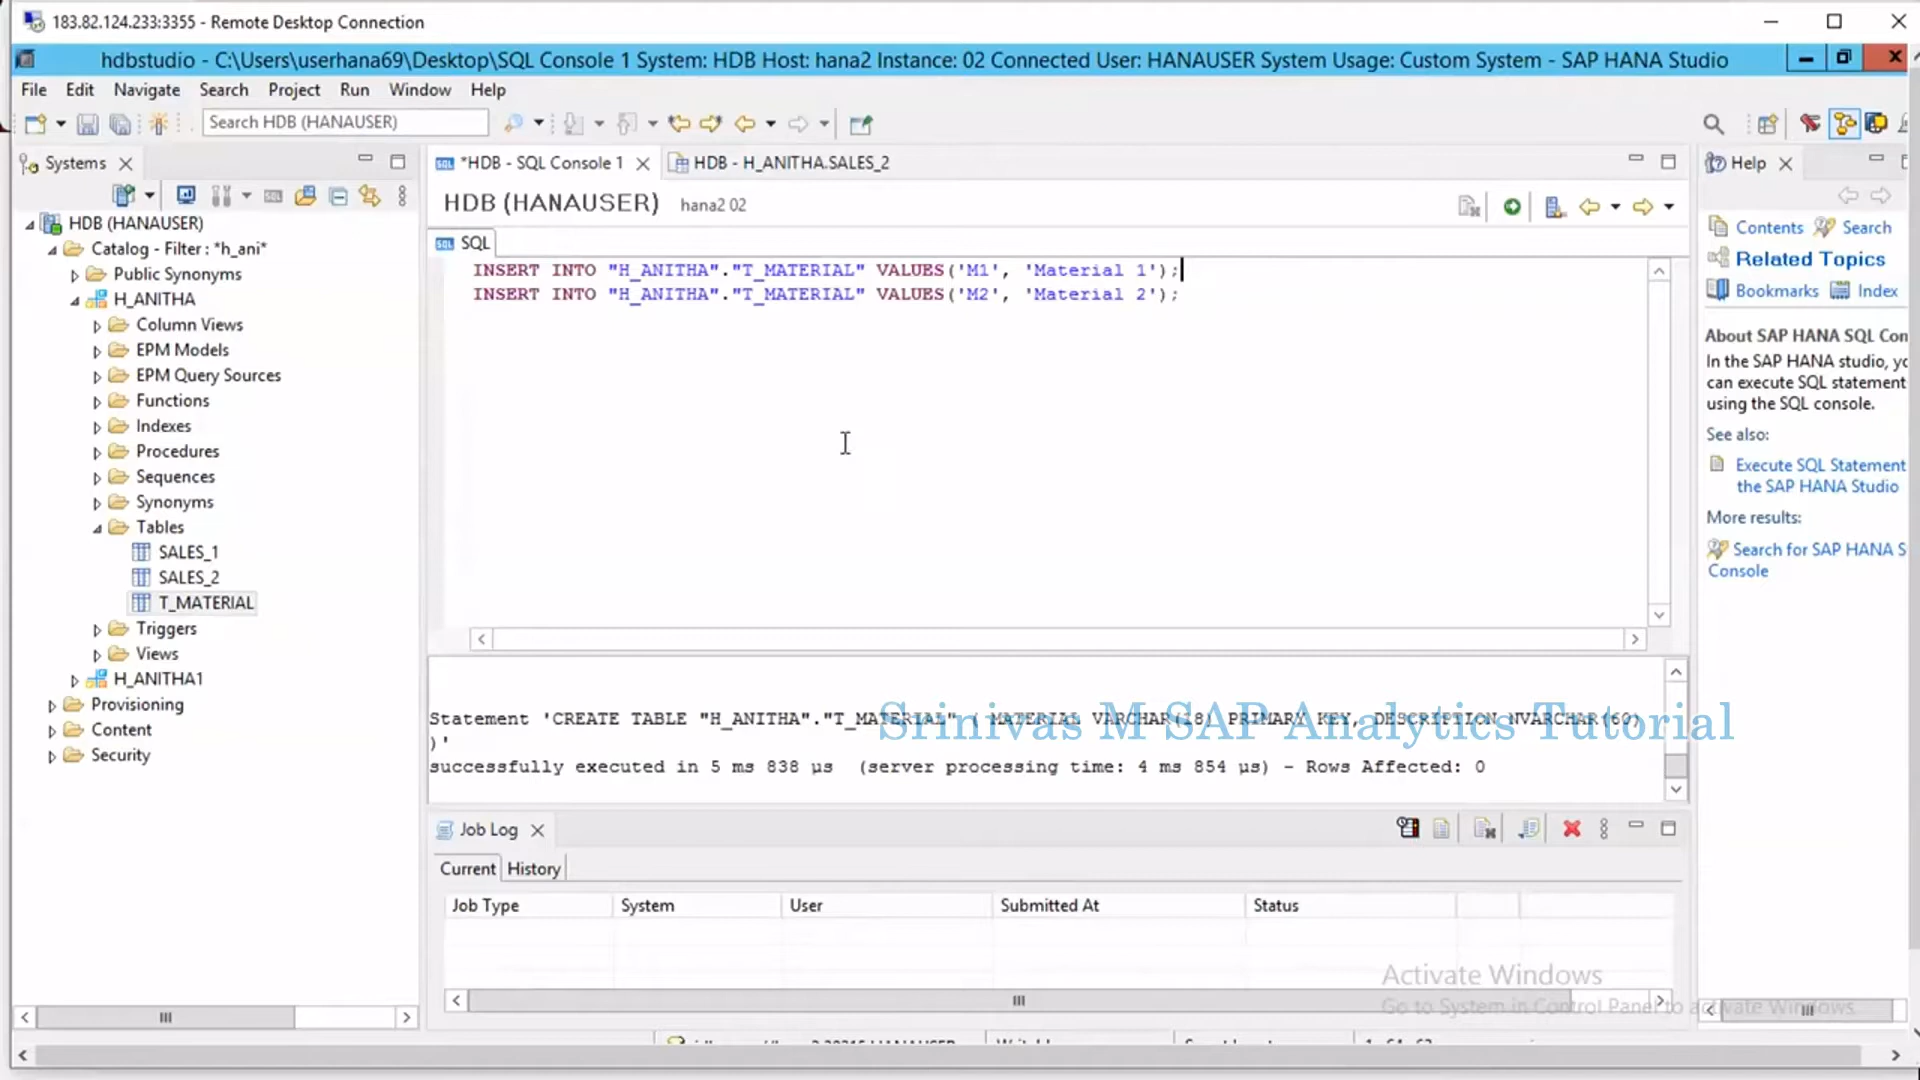 183.82.124.233:3355 - Remote Desktop Connection
hdbstudio - C:\Users\userhana69\Desktop\SQL Console 1 System: HDB Host: hana2 Instance: 02 Connected User: HANAUSER System Usage: Custom System - SAP HANA Studio
File Edit Navigate Search Project Run Window Help
Search HDB (HANAUSER)
Systems
HDB (HANAUSER)
Catalog - Filter : *h_ani*
Public Synonyms
H_ANITHA
Column Views
EPM Models
EPM Query Sources
Functions
Indexes
Procedures
Sequences
Synonyms
Tables
SALES_1
SALES_2
T_MATERIAL
Triggers
Views
H_ANITHA1
Provisioning
Content
Security
*HDB - SQL Console 1
HDB - H_ANITHA.SALES_2
HDB (HANAUSER) hana2 02
SQL
INSERT INTO "H_ANITHA"."T_MATERIAL" VALUES('M1', 'Material 1');
INSERT INTO "H_ANITHA"."T_MATERIAL" VALUES('M2', 'Material 2');
Statement 'CREATE TABLE "H_ANITHA"."T_MATERIAL" ( MATERIAL VARCHAR(18) PRIMARY KEY, DESCRIPTION NVARCHAR(60)
)'
successfully executed in 5 ms 838 µs (server processing time: 4 ms 854 µs) - Rows Affected: 0
Srinivas M SAP Analytics Tutorial
Job Log
Current History
Job Type System User Submitted At Status
Help
Contents Search
Related Topics
Bookmarks Index
About SAP HANA SQL Con
In the SAP HANA studio, yo
can execute SQL statement
using the SQL console.
See also:
Execute SQL Statement
the SAP HANA Studio
More results:
Search for SAP HANA S
Console
Activate Windows
Go to System in Control Panel to activate Windows.